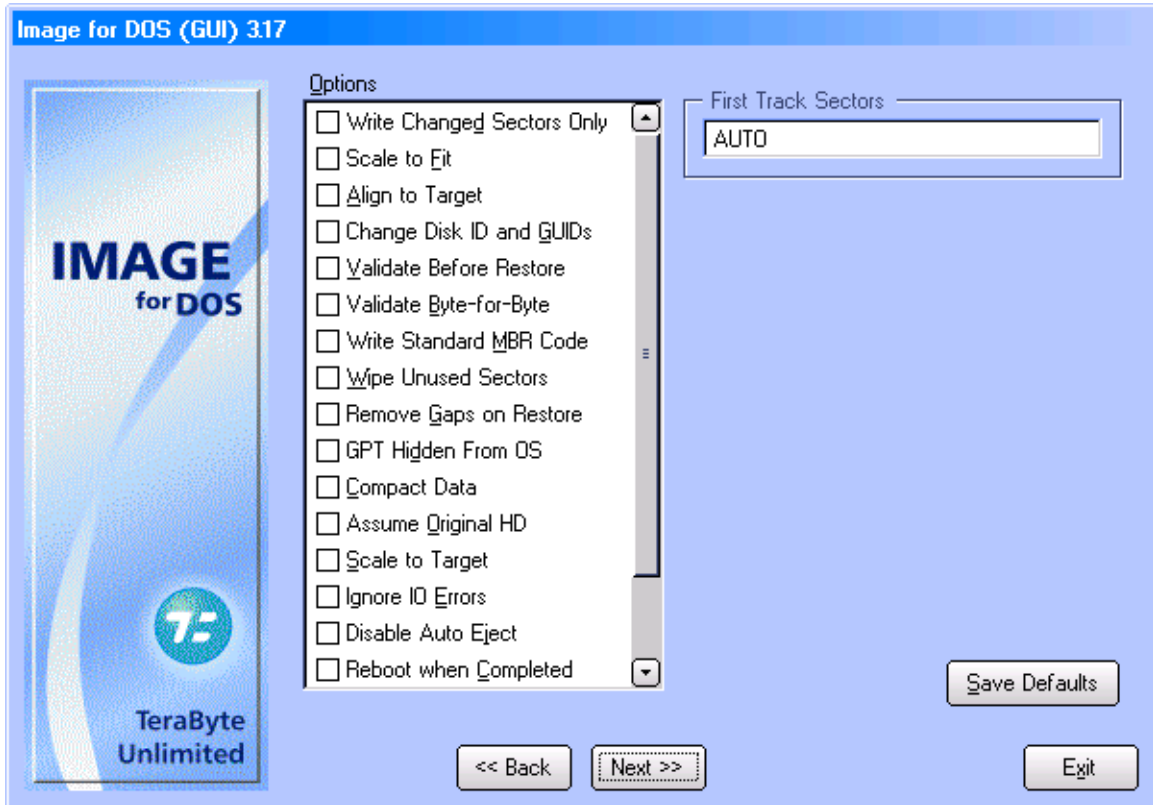 Image for DOS (GUI) 3.17
IMAGE
for DOS
TeraByte
Unlimited
Options
Write Changed Sectors Only
Scale to Fit
Align to Target
Change Disk ID and GUIDs
Validate Before Restore
Validate Byte-for-Byte
Write Standard MBR Code
Wipe Unused Sectors
Remove Gaps on Restore
GPT Hidden From OS
Compact Data
Assume Original HD
Scale to Target
Ignore IO Errors
Disable Auto Eject
Reboot when Completed
First Track Sectors
AUTO
Save Defaults
<< Back
Next >>
Exit